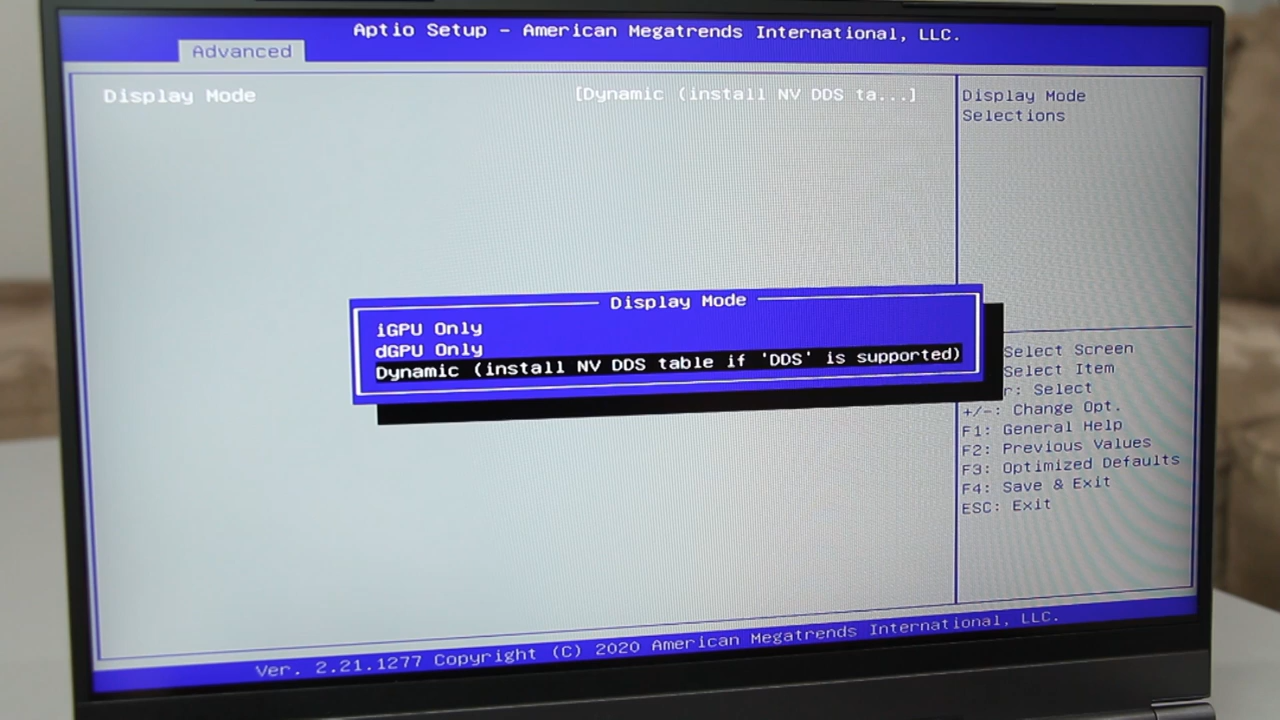 Aptio Setup - American Megatrends International, LLC.
Advanced
Display Mode [Dynamic (install NV DDS ta...]
Display Mode
Selections
Display Mode
iGPU Only
dGPU Only
Dynamic (install NV DDS table if 'DDS' is supported)
Select Screen
Select Item
r: Select
+/-: Change Opt.
F1: General Help
F2: Previous Values
F3: Optimized Defaults
F4: Save & Exit
ESC: Exit
Ver. 2.21.1277 Copyright (C) 2020 American Megatrends International, LLC.